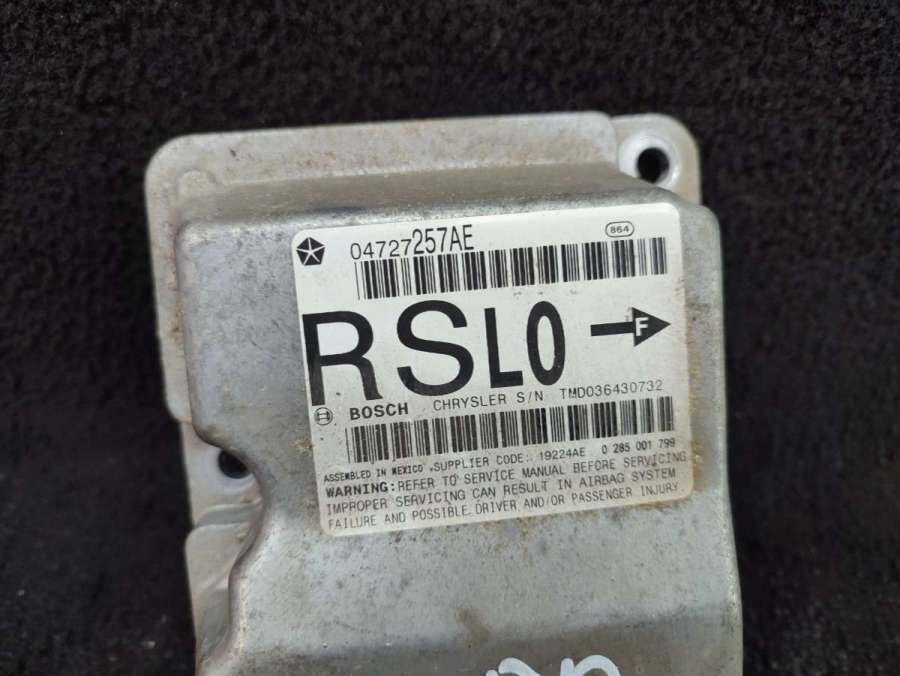 04727257AE
864
RSL0
F
BOSCH CHRYSLER S/N TMD036430732
ASSEMBLED IN MEXICO SUPPLIER CODE: 19224AE 0 285 001 799
WARNING: REFER TO SERVICE MANUAL BEFORE SERVICING
IMPROPER SERVICING CAN RESULT IN AIRBAG SYSTEM
FAILURE AND POSSIBLE DRIVER AND/OR PASSENGER INJURY